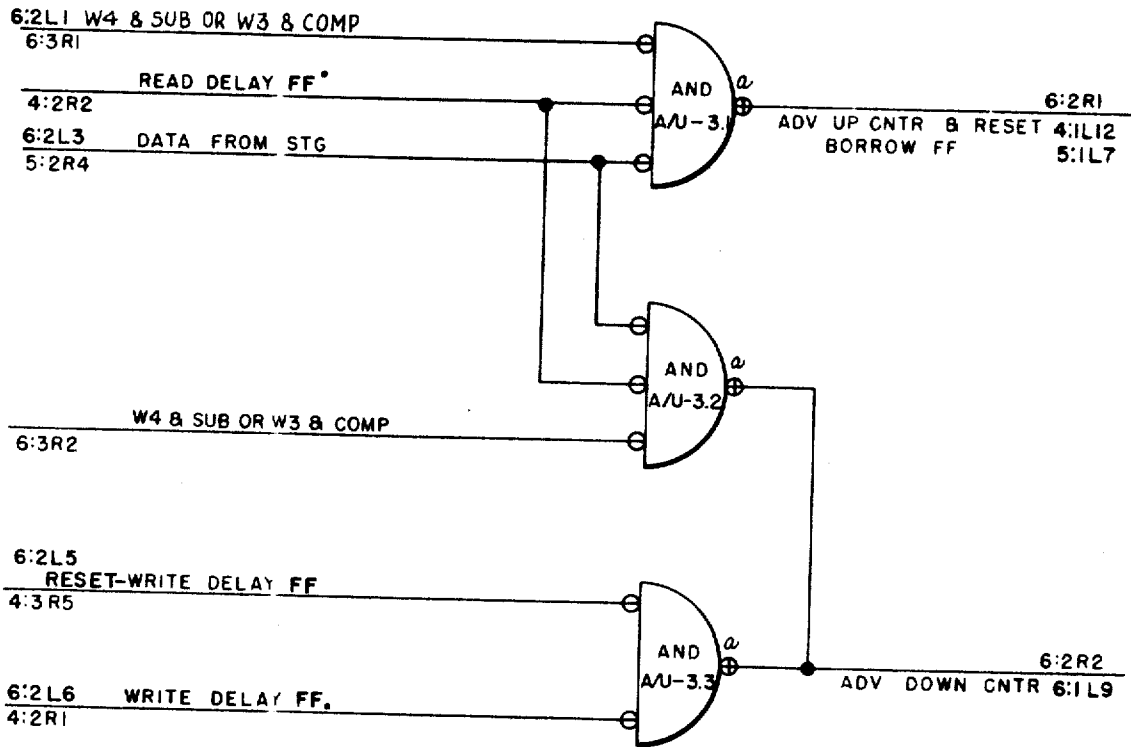 6:2L1 W4 & SUB OR W3 & COMP
6:3R1
READ DELAY FF
4:2R2
6:2L3 DATA FROM STG
5:2R4
AND
A/U-3.1
a
6:2R1
ADV UP CNTR & RESET 4:1L12
BORROW FF 5:1L7
AND
A/U-3.2
a
W4 & SUB OR W3 & COMP
6:3R2
6:2L5
RESET-WRITE DELAY FF
4:3R5
AND
A/U-3.3
a
6:2R2
ADV DOWN CNTR 6:1L9
6:2L6 WRITE DELAY FF.
4:2R1